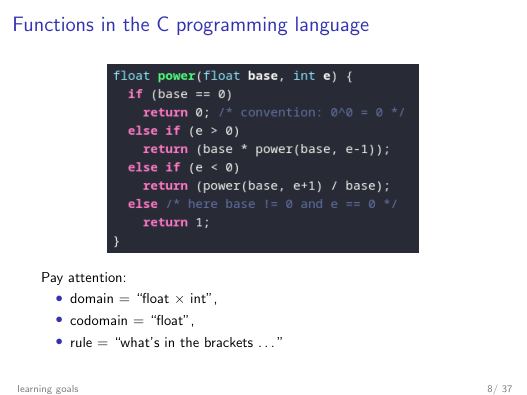 Functions in the C programming language
float power(float base, int e) {
  if (base == 0)
    return 0; /* convention: 0^0 = 0 */
  else if (e > 0)
    return (base * power(base, e-1));
  else if (e < 0)
    return (power(base, e+1) / base);
  else /* here base != 0 and e == 0 */
    return 1;
}
Pay attention:
• domain = “float × int”,
• codomain = “float”,
• rule = “what’s in the brackets . . . ”
learning goals 8/ 37